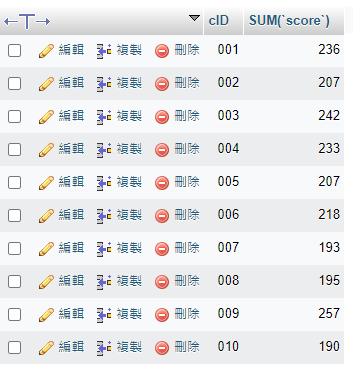 cID SUM(`score`)
編輯 複製 刪除 001 236
編輯 複製 刪除 002 207
編輯 複製 刪除 003 242
編輯 複製 刪除 004 233
編輯 複製 刪除 005 207
編輯 複製 刪除 006 218
編輯 複製 刪除 007 193
編輯 複製 刪除 008 195
編輯 複製 刪除 009 257
編輯 複製 刪除 010 190